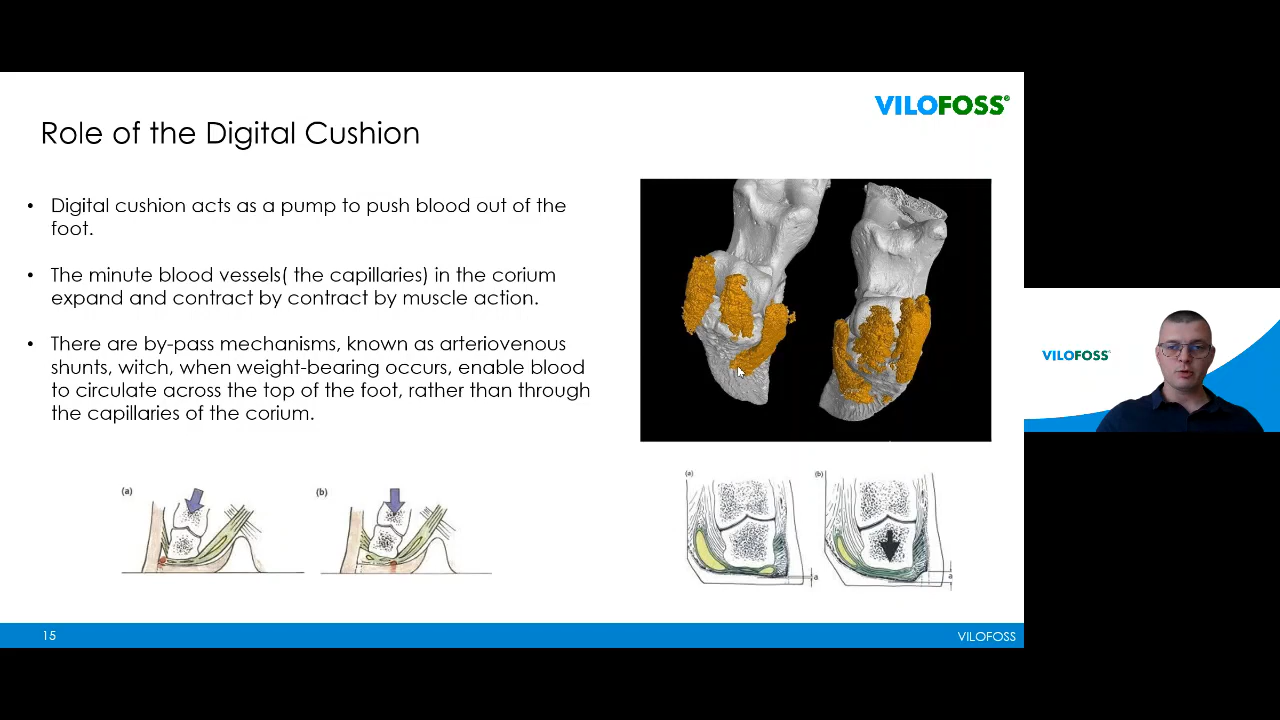 VILOFOSS®
Role of the Digital Cushion
• Digital cushion acts as a pump to push blood out of the
foot.
• The minute blood vessels( the capillaries) in the corium
expand and contract by contract by muscle action.
• There are by-pass mechanisms, known as arteriovenous
shunts, witch, when weight-bearing occurs, enable blood
to circulate across the top of the foot, rather than through
the capillaries of the corium.
(a)
(b)
(a)
(b)
a
a
15
VILOFOSS
VILOFOSS®